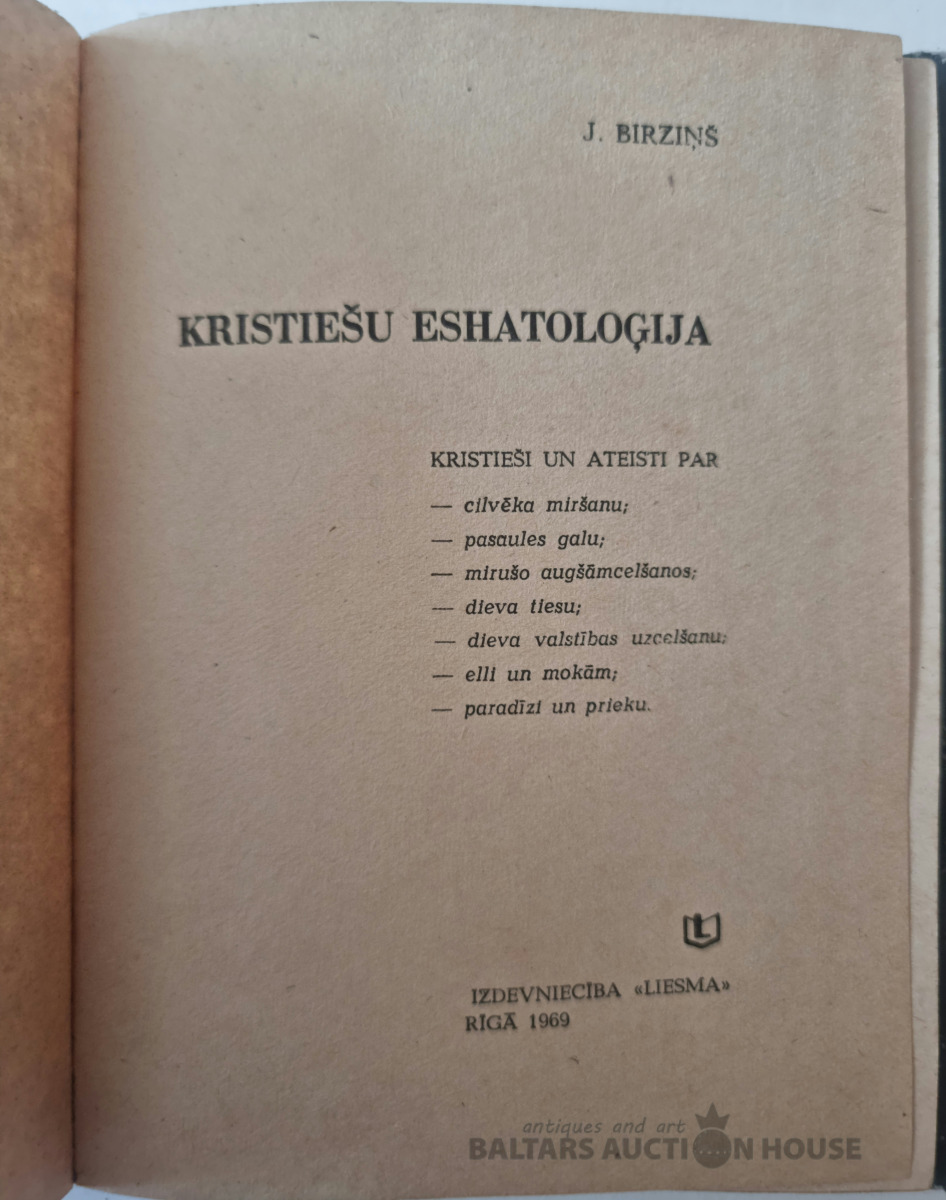 J. BIRZIŅŠ
KRISTIEŠU ESHATOLOĢIJA
KRISTIEŠI UN ATEISTI PAR
— cilvēka miršanu;
— pasaules galu;
— mirušo augšāmcelšanos;
— dieva tiesu;
— dieva valstības uzcelšanu;
— elli un mokām;
— paradīzi un prieku.
L
IZDEVNIECĪBA «LIESMA»
RĪGĀ 1969
antiques and art
BALTARS AUCTION HOUSE